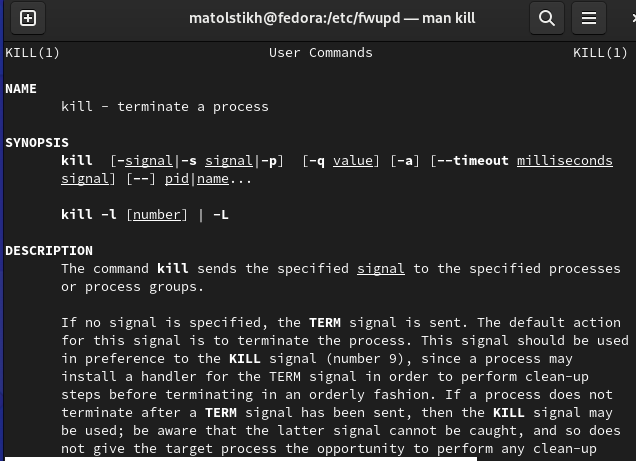 matolstikh@fedora:/etc/fwupd — man kill
KILL(1) User Commands KILL(1)
NAME
kill - terminate a process
SYNOPSIS
kill [-signal|-s signal|-p] [-q value] [-a] [--timeout milliseconds
signal] [--] pid|name...
kill -l [number] | -L
DESCRIPTION
The command kill sends the specified signal to the specified processes
or process groups.
If no signal is specified, the TERM signal is sent. The default action
for this signal is to terminate the process. This signal should be used
in preference to the KILL signal (number 9), since a process may
install a handler for the TERM signal in order to perform clean-up
steps before terminating in an orderly fashion. If a process does not
terminate after a TERM signal has been sent, then the KILL signal may
be used; be aware that the latter signal cannot be caught, and so does
not give the target process the opportunity to perform any clean-up